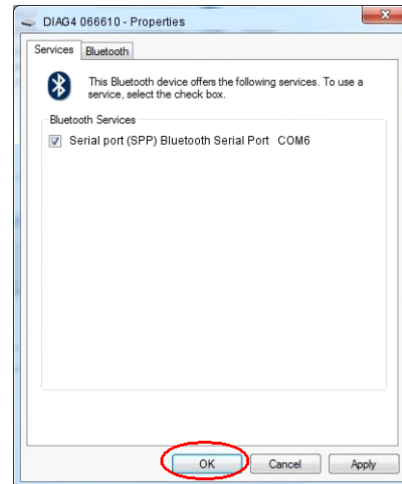 DIAG4 066610 - Properties
Services Bluetooth
This Bluetooth device offers the following services. To use a
service, select the check box.
Bluetooth Services
Serial port (SPP) Bluetooth Serial Port COM6
OK Cancel Apply